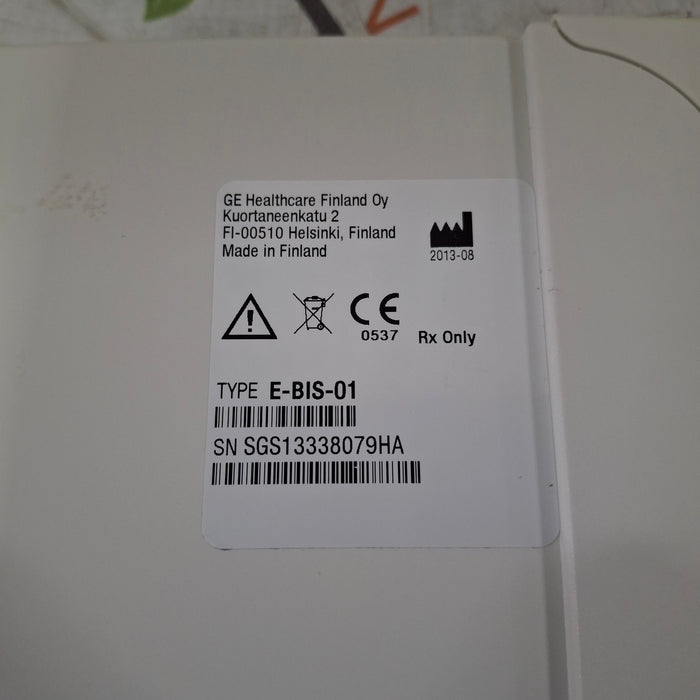 GE Healthcare Finland Oy
Kuortaneenkatu 2
FI-00510 Helsinki, Finland
Made in Finland
2013-08
CE
0537
Rx Only
TYPE E-BIS-01
SN SGS13338079HA